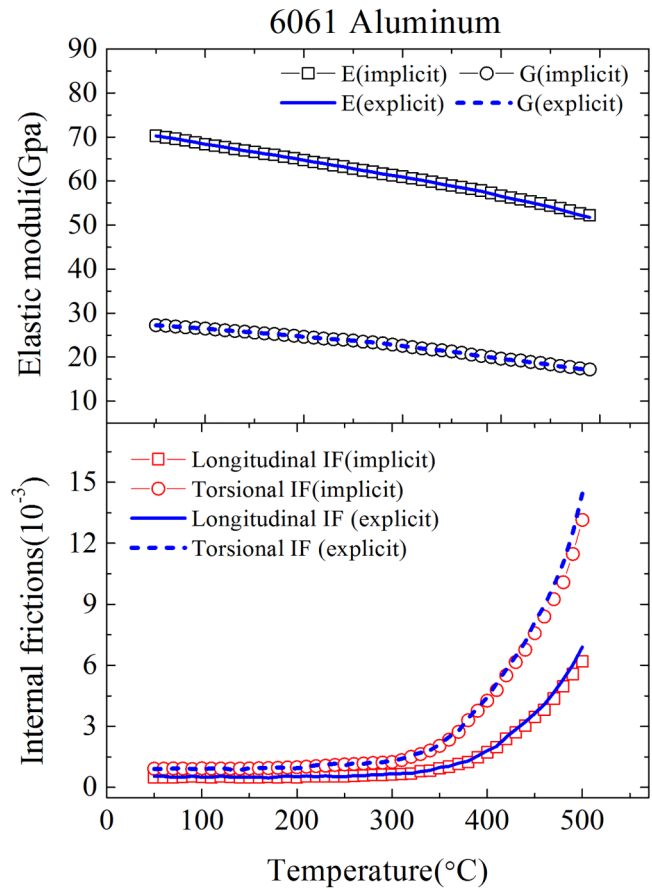 6061 Aluminum
E(implicit) G(implicit)
E(explicit) G(explicit)
80
70
60
50
40
30
20
10
Elastic moduli(Gpa)
Longitudinal IF(implicit)
Torsional IF(implicit)
Longitudinal IF (explicit)
Torsional IF (explicit)
15
12
9
6
3
0
Internal frictions(10⁻³)
0 100 200 300 400 500
Temperature(°C)